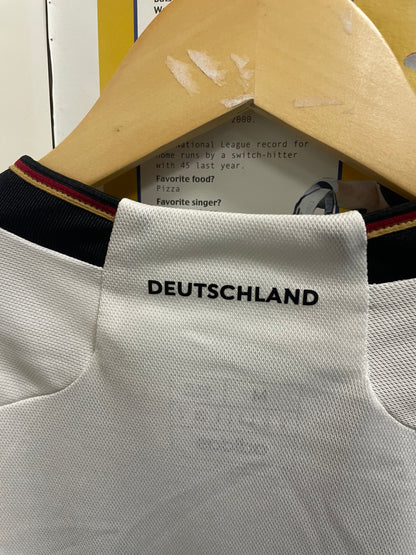 2000.
National League record for
home runs by a switch-hitter
with 45 last year.
Favorite food?
Pizza
Favorite singer?
DEUTSCHLAND